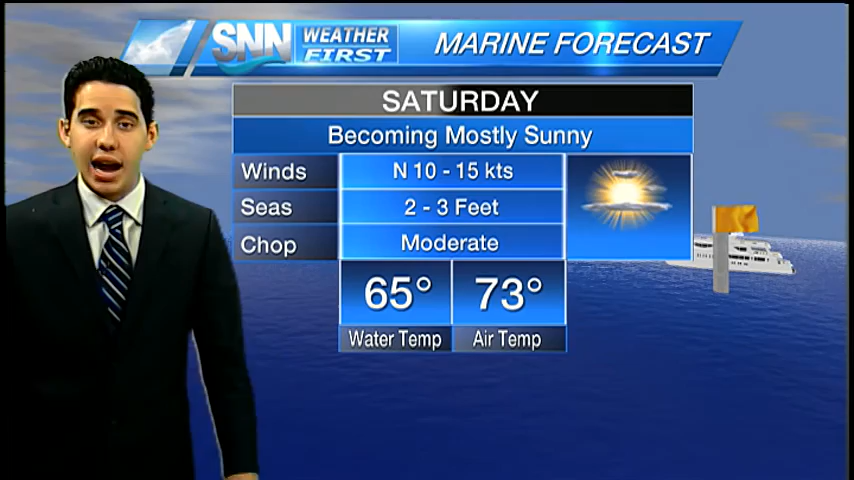 SNN WEATHER FIRST
MARINE FORECAST
SATURDAY
Becoming Mostly Sunny
Winds N 10 - 15 kts
Seas 2 - 3 Feet
Chop Moderate
65° 73°
Water Temp Air Temp